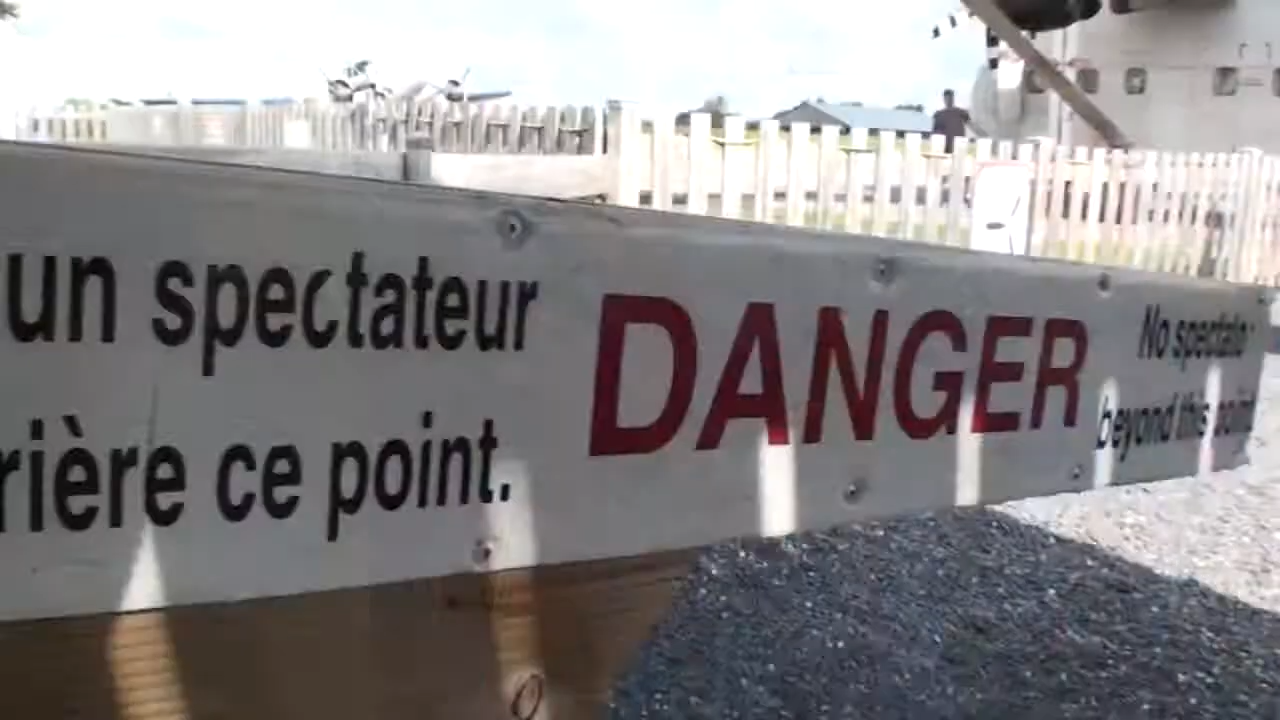 un spectateur
rière ce point.
DANGER
No spectator
beyond this point